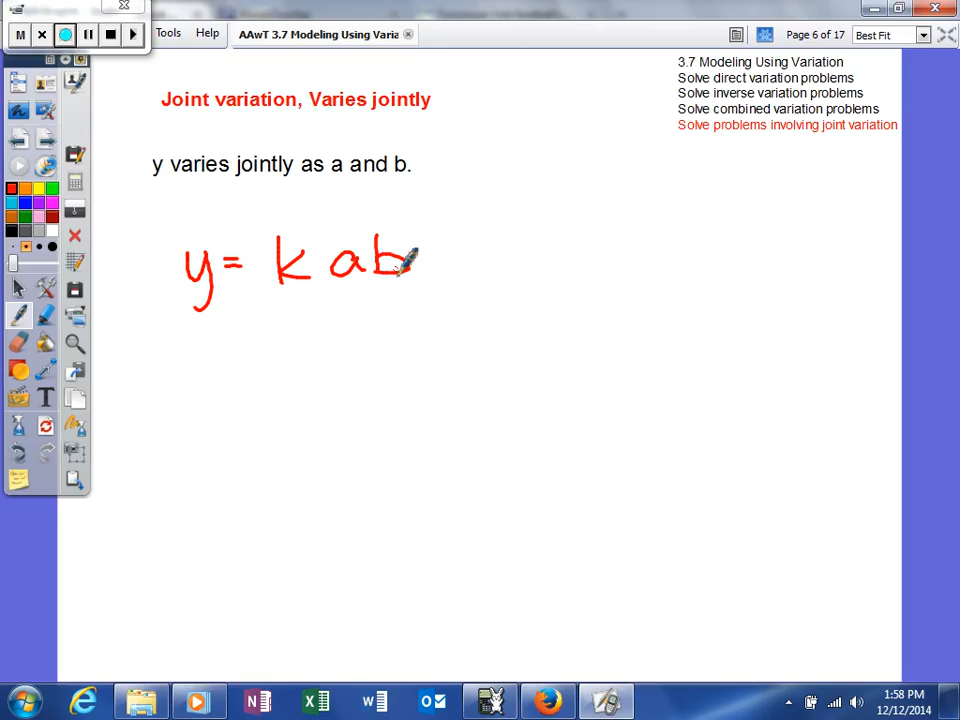 M
Tools Help AAwT 3.7 Modeling Using Varia Page 6 of 17 Best Fit
3.7 Modeling Using Variation
Solve direct variation problems
Solve inverse variation problems
Solve combined variation problems
Solve problems involving joint variation
Joint variation, Varies jointly
y varies jointly as a and b.
y = k a b
T
1:58 PM
12/12/2014